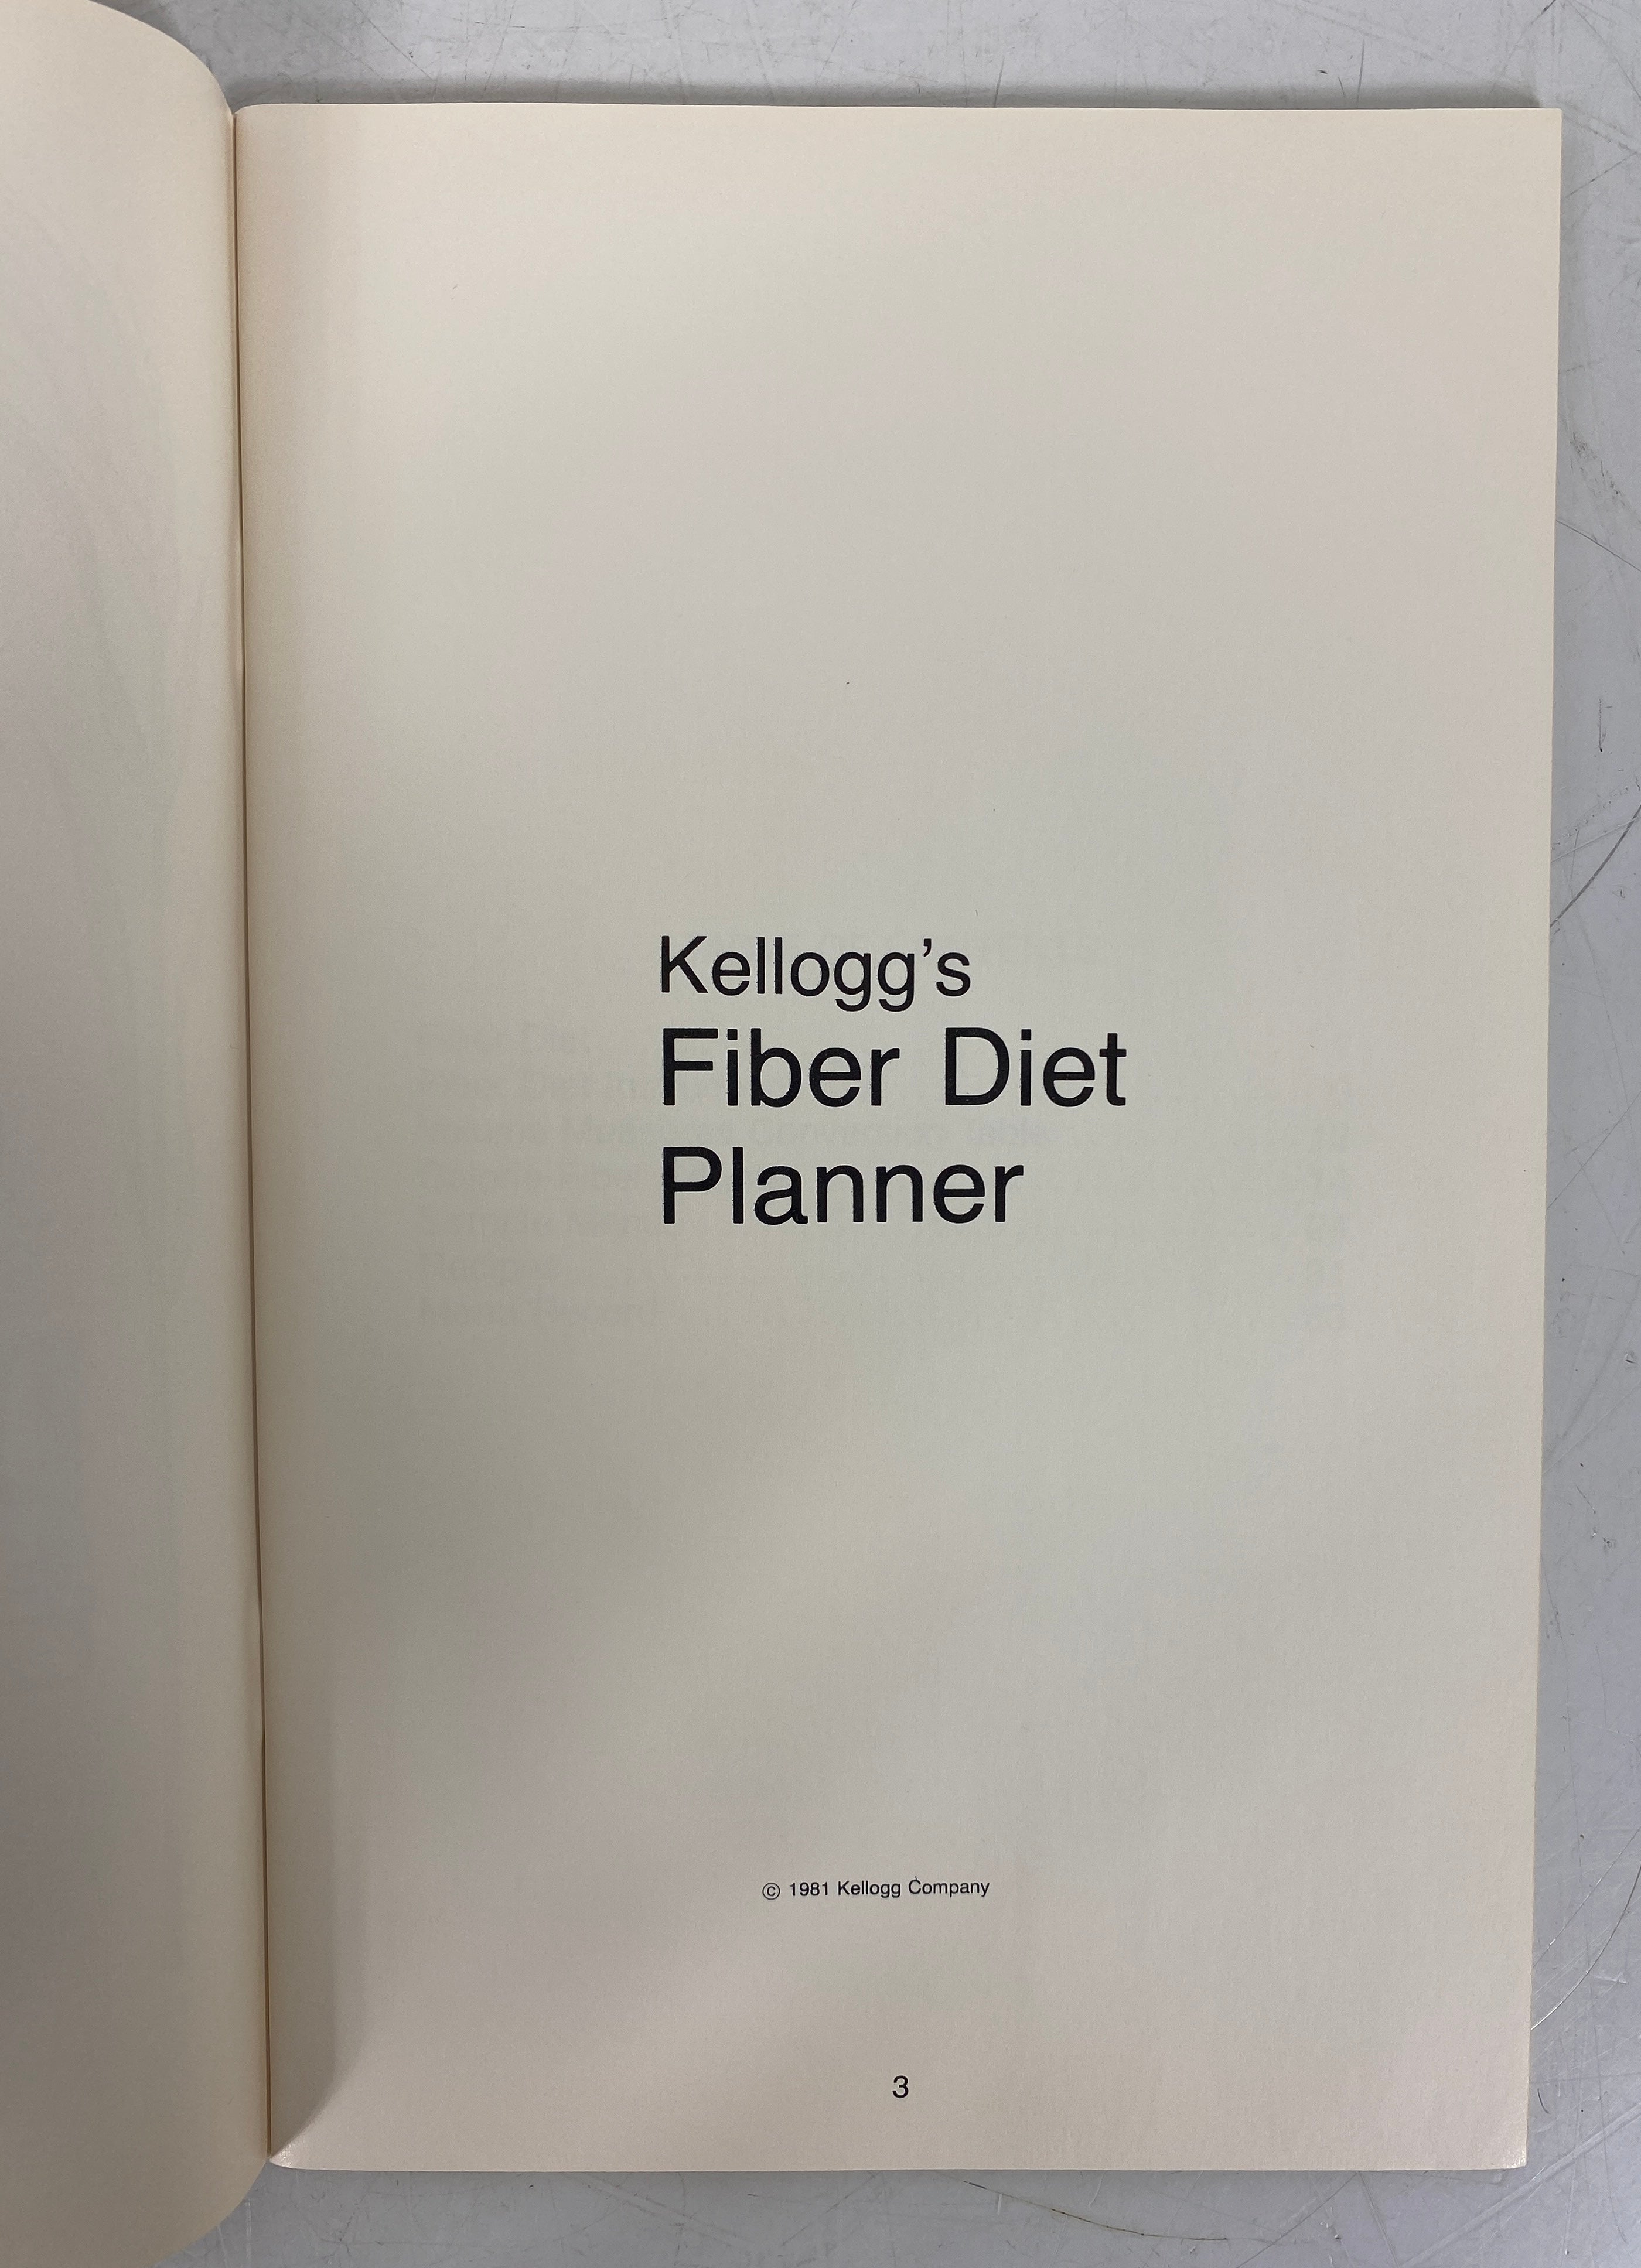 Kellogg's
Fiber Diet
Planner
© 1981 Kellogg Company
3